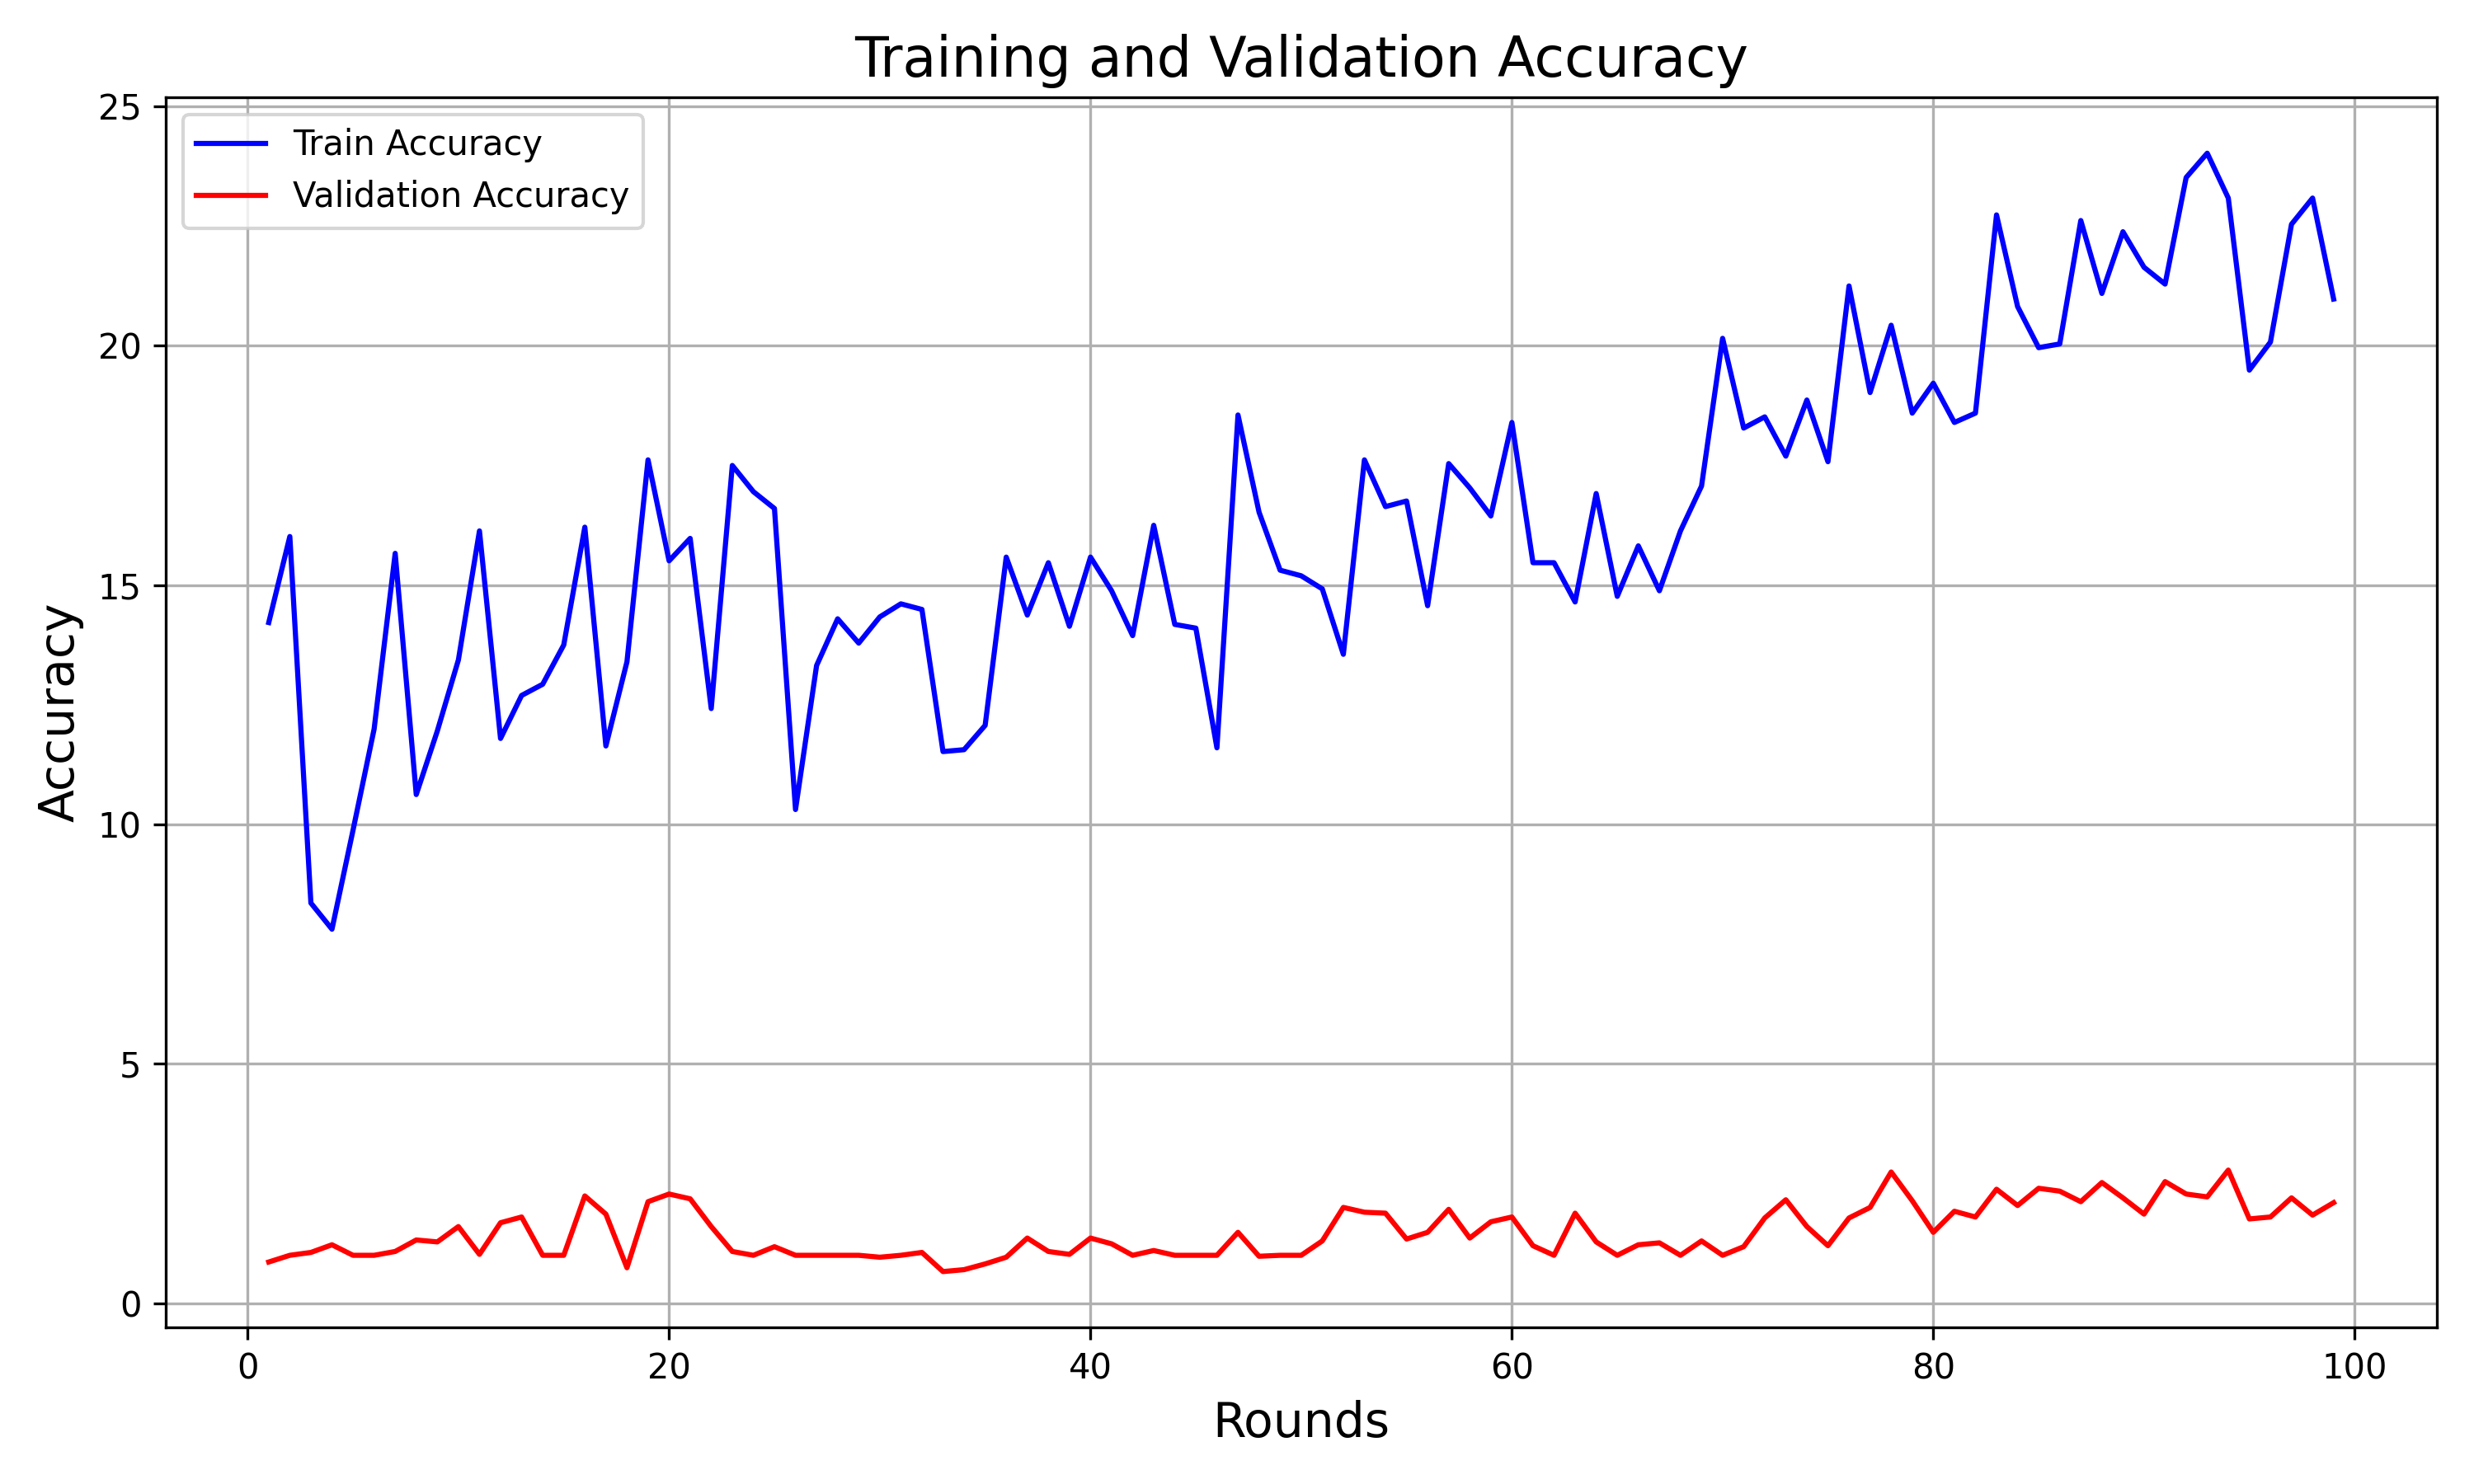 Training and Validation Accuracy
Train Accuracy
Validation Accuracy
25
20
15
10
5
0
Accuracy
0 20 40 60 80 100
Rounds